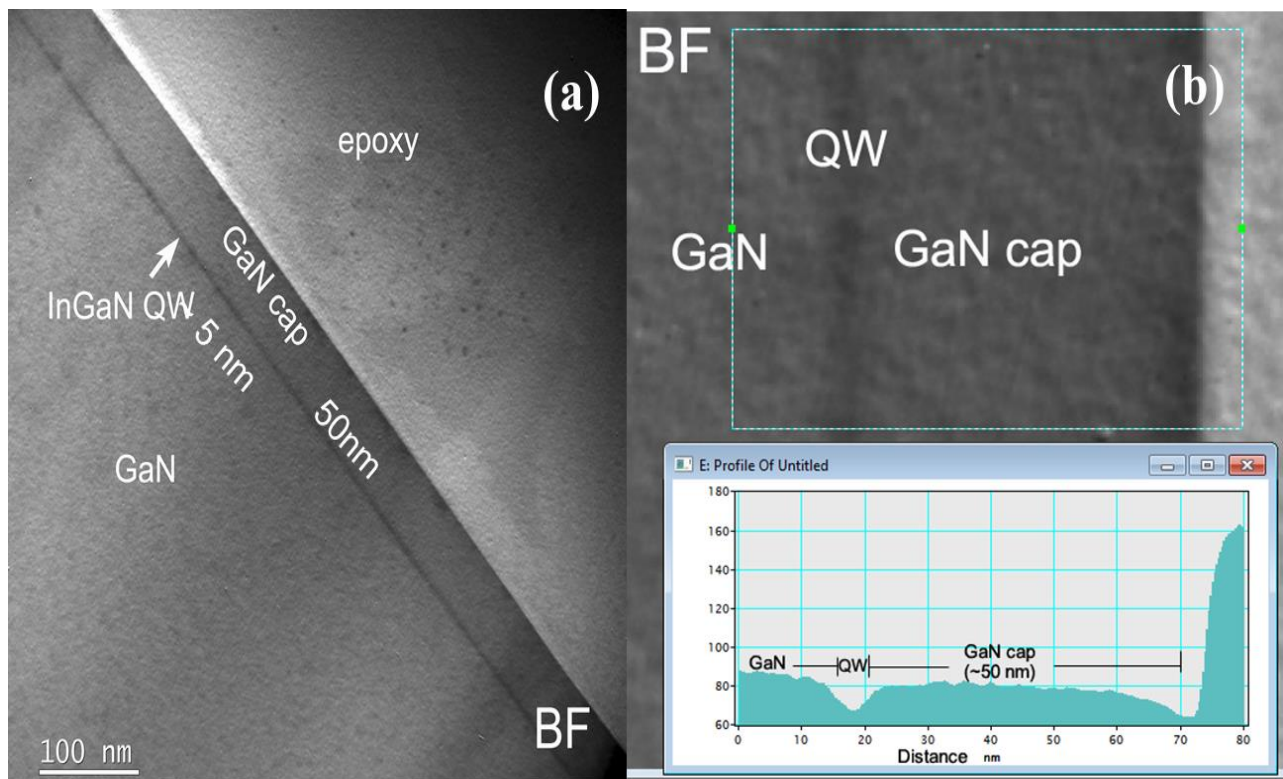 (a)
epoxy
GaN cap
InGaN QW
~ 5 nm
50nm
GaN
BF
100 nm
BF
(b)
QW
GaN
GaN cap
E: Profile Of Untitled
180
160
140
120
100
80
60
GaN
QW
GaN cap
(~50 nm)
0 10 20 30 40 50 60 70 80
Distance nm